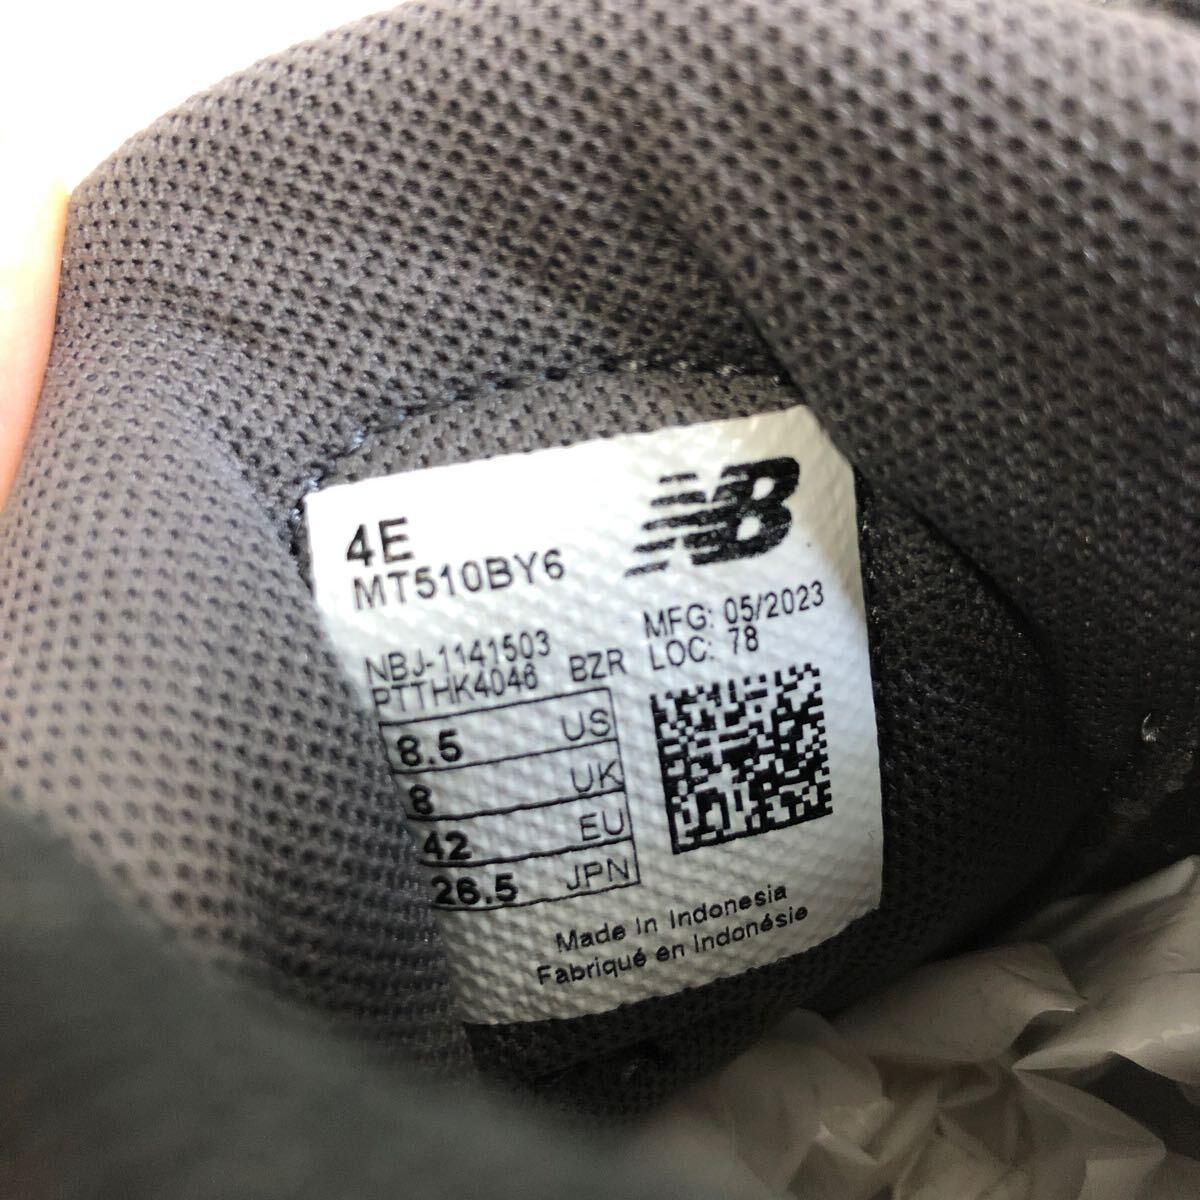 4E
NB
MT510BY6
MFG: 05/2023
LOC: 78
NBJ-1141503
PTTHK4046 BZR
8.5 US
8 UK
42 EU
26.5 JPN
Made in Indonesia
Fabriqué en Indonésie